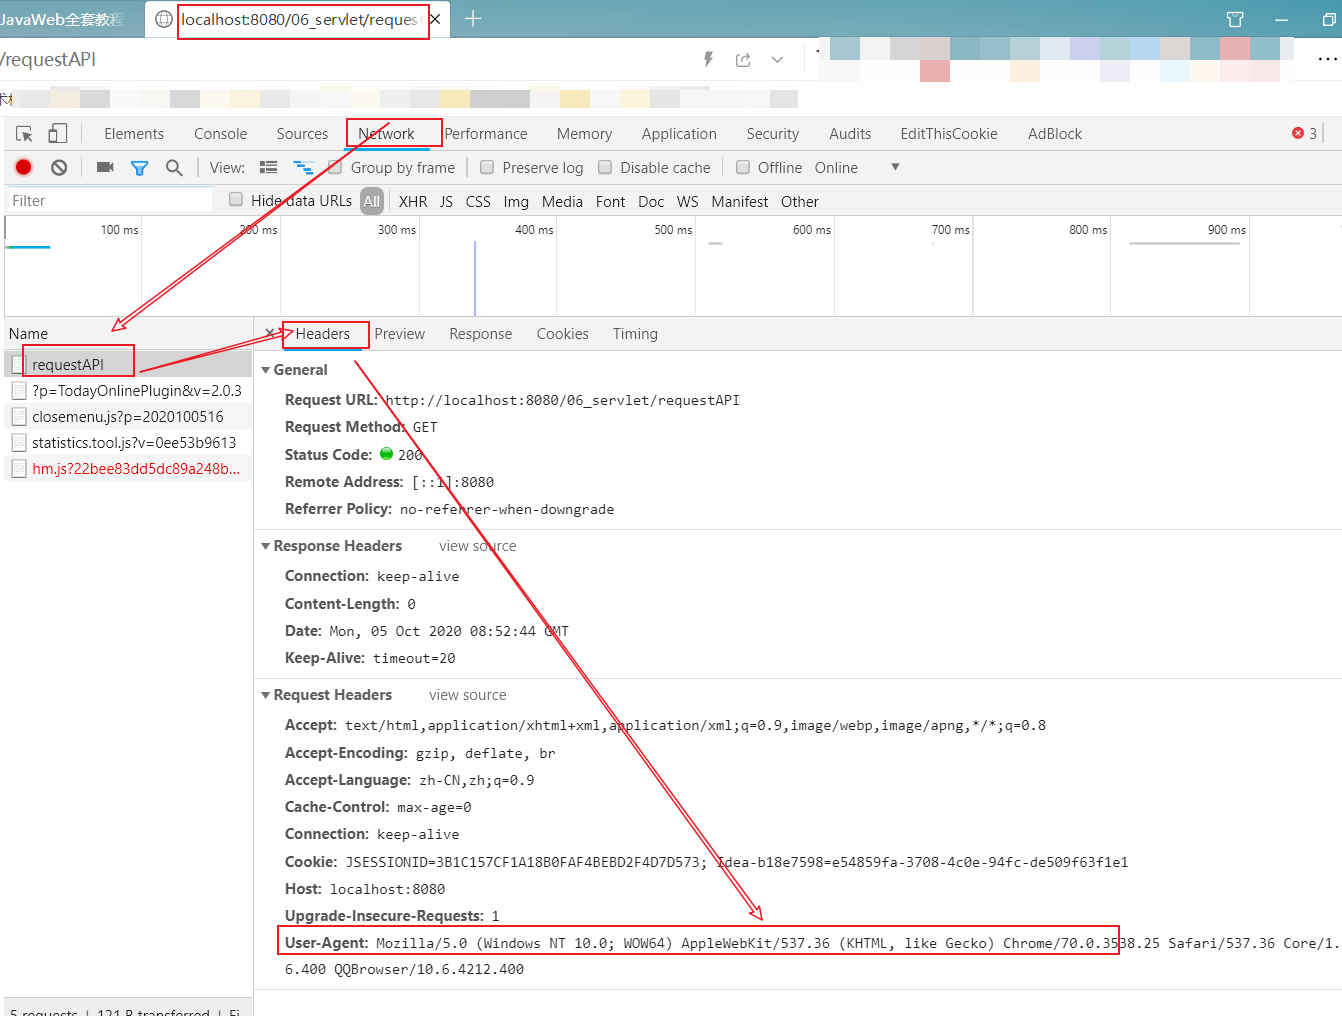 JavaWeb全套教程
localhost:8080/06_servlet/reques
/requestAPI
Elements Console Sources Network Performance Memory Application Security Audits EditThisCookie AdBlock 3
View: Group by frame Preserve log Disable cache Offline Online
Filter Hide data URLs All XHR JS CSS Img Media Font Doc WS Manifest Other
100 ms 200 ms 300 ms 400 ms 500 ms 600 ms 700 ms 800 ms 900 ms
Name
requestAPI
?p=TodayOnlinePlugin&v=2.0.3
closemenu.js?p=2020100516
statistics.tool.js?v=0ee53b9613
hm.js?22bee83dd5dc89a248b...
Headers Preview Response Cookies Timing
General
Request URL: http://localhost:8080/06_servlet/requestAPI
Request Method: GET
Status Code: 200
Remote Address: [::1]:8080
Referrer Policy: no-referrer-when-downgrade
Response Headers view source
Connection: keep-alive
Content-Length: 0
Date: Mon, 05 Oct 2020 08:52:44 GMT
Keep-Alive: timeout=20
Request Headers view source
Accept: text/html,application/xhtml+xml,application/xml;q=0.9,image/webp,image/apng,*/*;q=0.8
Accept-Encoding: gzip, deflate, br
Accept-Language: zh-CN,zh;q=0.9
Cache-Control: max-age=0
Connection: keep-alive
Cookie: JSESSIONID=3B1C157CF1A18B0FAF4BEBD2F4D7D573; Idea-b18e7598=e54859fa-3708-4c0e-94fc-de509f63f1e1
Host: localhost:8080
Upgrade-Insecure-Requests: 1
User-Agent: Mozilla/5.0 (Windows NT 10.0; WOW64) AppleWebKit/537.36 (KHTML, like Gecko) Chrome/70.0.3538.25 Safari/537.36 Core/1.
6.400 QQBrowser/10.6.4212.400
5 requests | 121 B transferred | Fi